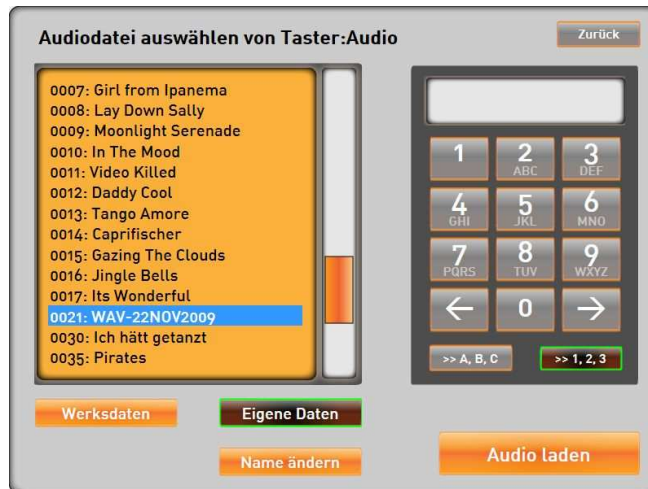 Audiodatei auswählen von Taster:Audio
Zurück
0007: Girl from Ipanema
0008: Lay Down Sally
0009: Moonlight Serenade
0010: In The Mood
0011: Video Killed
0012: Daddy Cool
0013: Tango Amore
0014: Caprifischer
0015: Gazing The Clouds
0016: Jingle Bells
0017: Its Wonderful
0021: WAV-22NOV2009
0030: Ich hätt getanzt
0035: Pirates
1
2
3
ABC
DEF
4
5
6
GHI
JKL
MNO
7
8
9
PQRS
TUV
WXYZ
←
0
→
>> A, B, C
>> 1, 2, 3
Werksdaten
Eigene Daten
Name ändern
Audio laden